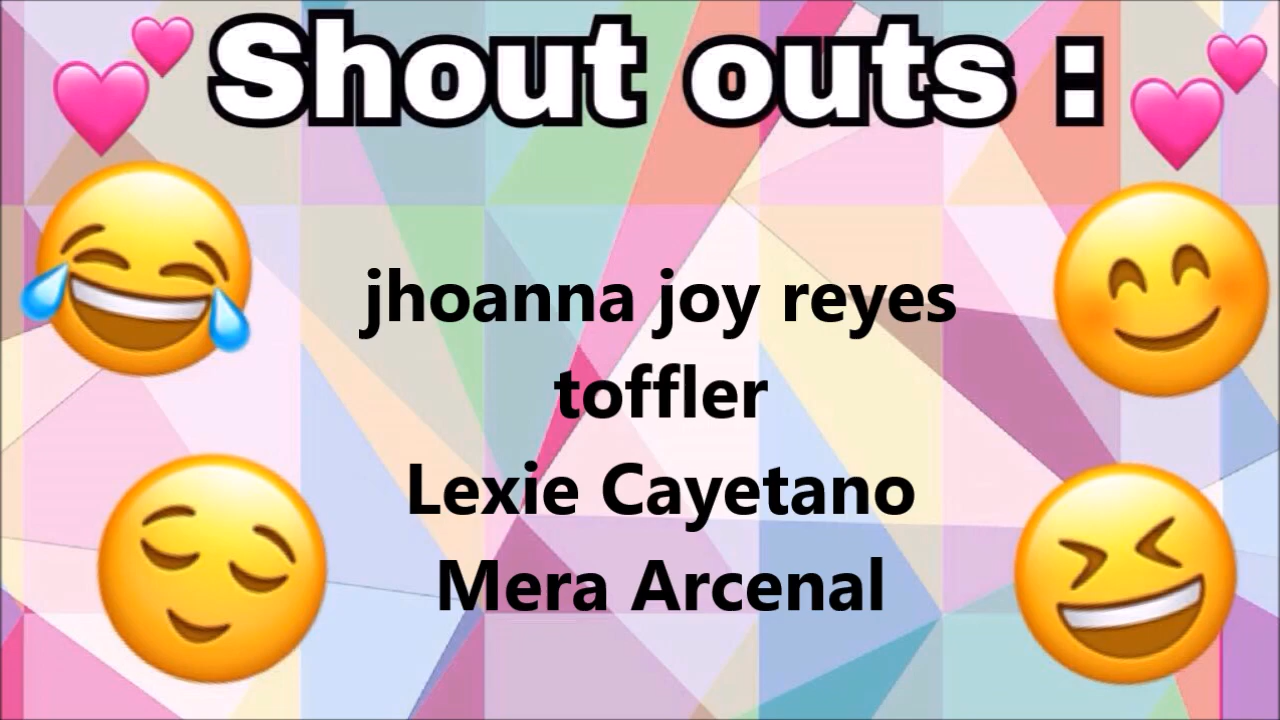 Shout outs :
jhoanna joy reyes
toffler
Lexie Cayetano
Mera Arcenal